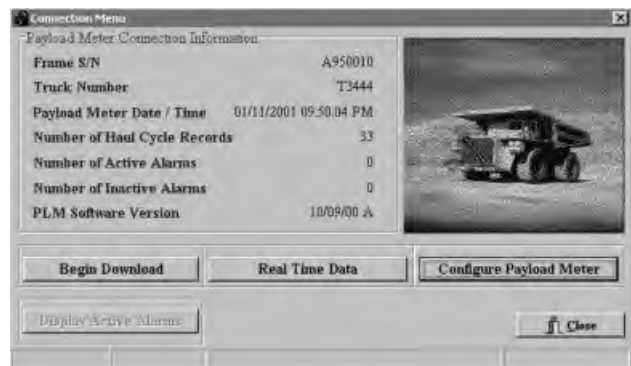 Connection Menu
Payload Meter Connection Information
Frame S/N A950010
Truck Number T3444
Payload Meter Date / Time 01/11/2001 09:50:04 PM
Number of Haul Cycle Records 33
Number of Active Alarms 0
Number of Inactive Alarms 0
PLM Software Version 10/09/00 A
Begin Download Real Time Data Configure Payload Meter
Display Active Alarms
Close